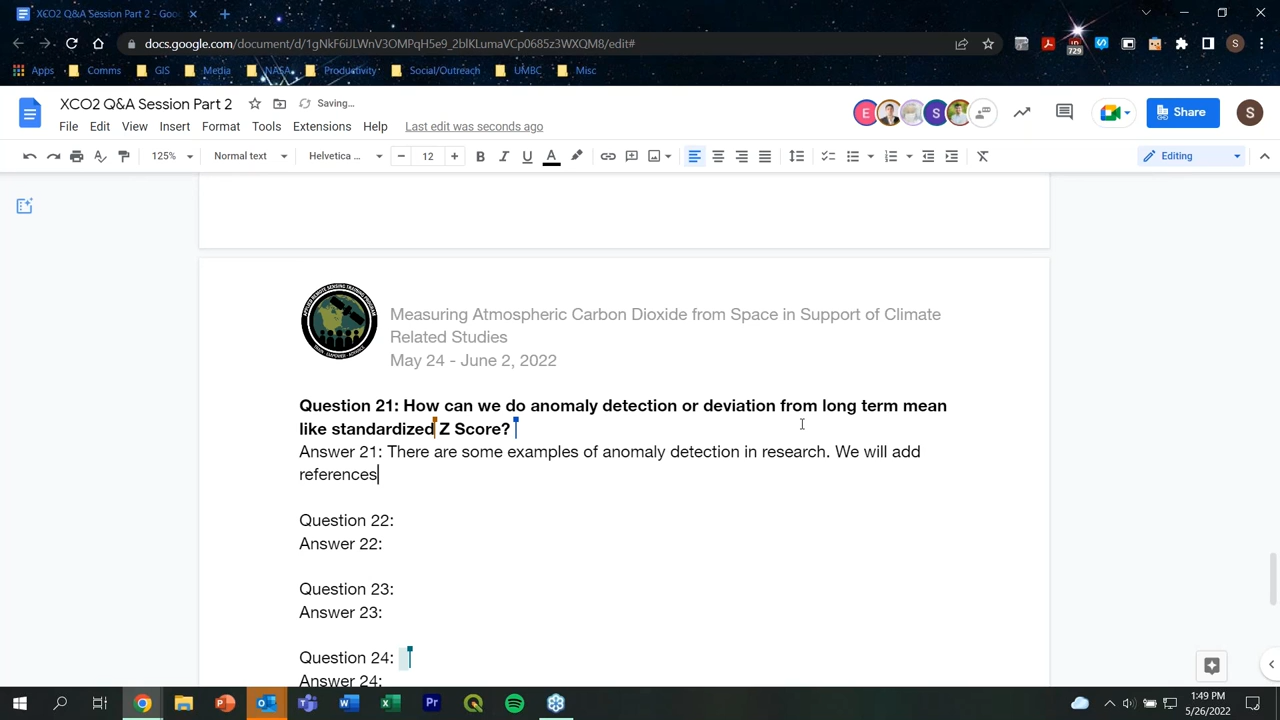 XCO2 Q&A Session Part 2 - Goo
docs.google.com/document/d/1gNkF6iJLWnV3OMPqH5e9_2blKLumaVCp0685z3WXQM8/edit#
729
S
Apps Comms GIS Media NASA Productivity Social/Outreach UMBC Misc
XCO2 Q&A Session Part 2 Saving…
E S Share S
File Edit View Insert Format Tools Extensions Help Last edit was seconds ago
125% Normal text Helvetica ... 12 B I U A Editing
Measuring Atmospheric Carbon Dioxide from Space in Support of Climate
Related Studies
May 24 - June 2, 2022
Question 21: How can we do anomaly detection or deviation from long term mean
like standardized Z Score?
Answer 21: There are some examples of anomaly detection in research. We will add
references
Question 22:
Answer 22:
Question 23:
Answer 23:
Question 24:
Answer 24:
1:49 PM
5/26/2022